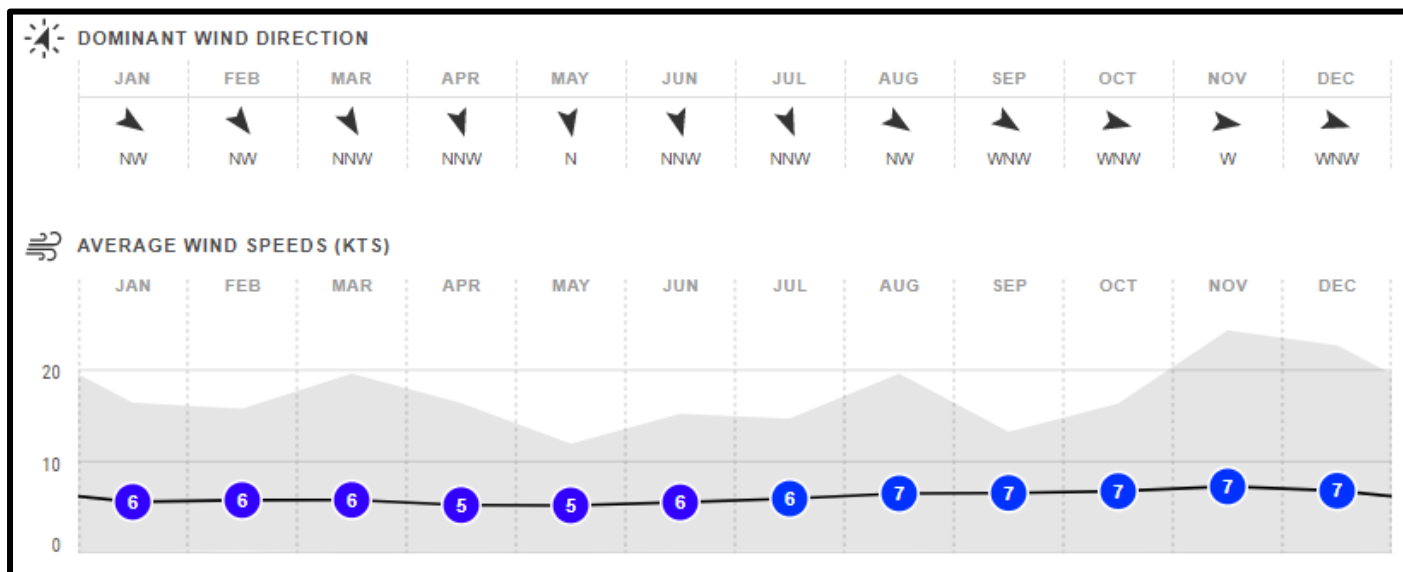 DOMINANT WIND DIRECTION
JAN FEB MAR APR MAY JUN JUL AUG SEP OCT NOV DEC
NW NW NNW NNW N NNW NNW NW WNW WNW W WNW
AVERAGE WIND SPEEDS (KTS)
JAN FEB MAR APR MAY JUN JUL AUG SEP OCT NOV DEC
20
10
6 6 6 5 5 6 6 7 7 7 7 7
0